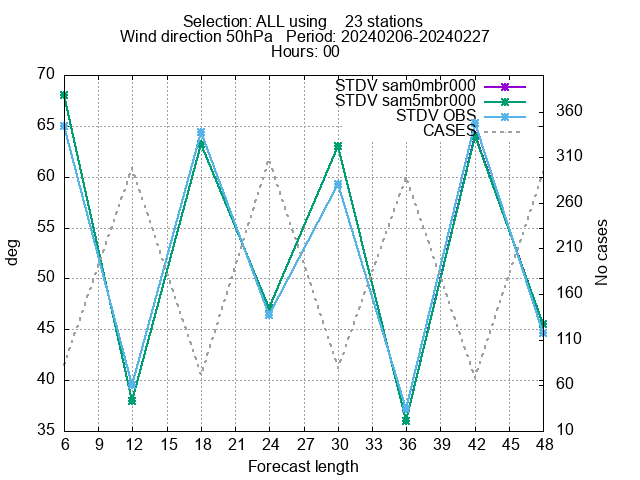 Selection: ALL using 23 stations
Wind direction 50hPa Period: 20240206-20240227
Hours: 00
STDV sam0mbr000
STDV sam5mbr000
STDV OBS
CASES
70
65
60
55
50
45
40
35
deg
360
310
260
210
160
110
60
10
No cases
6 9 12 15 18 21 24 27 30 33 36 39 42 45 48
Forecast length